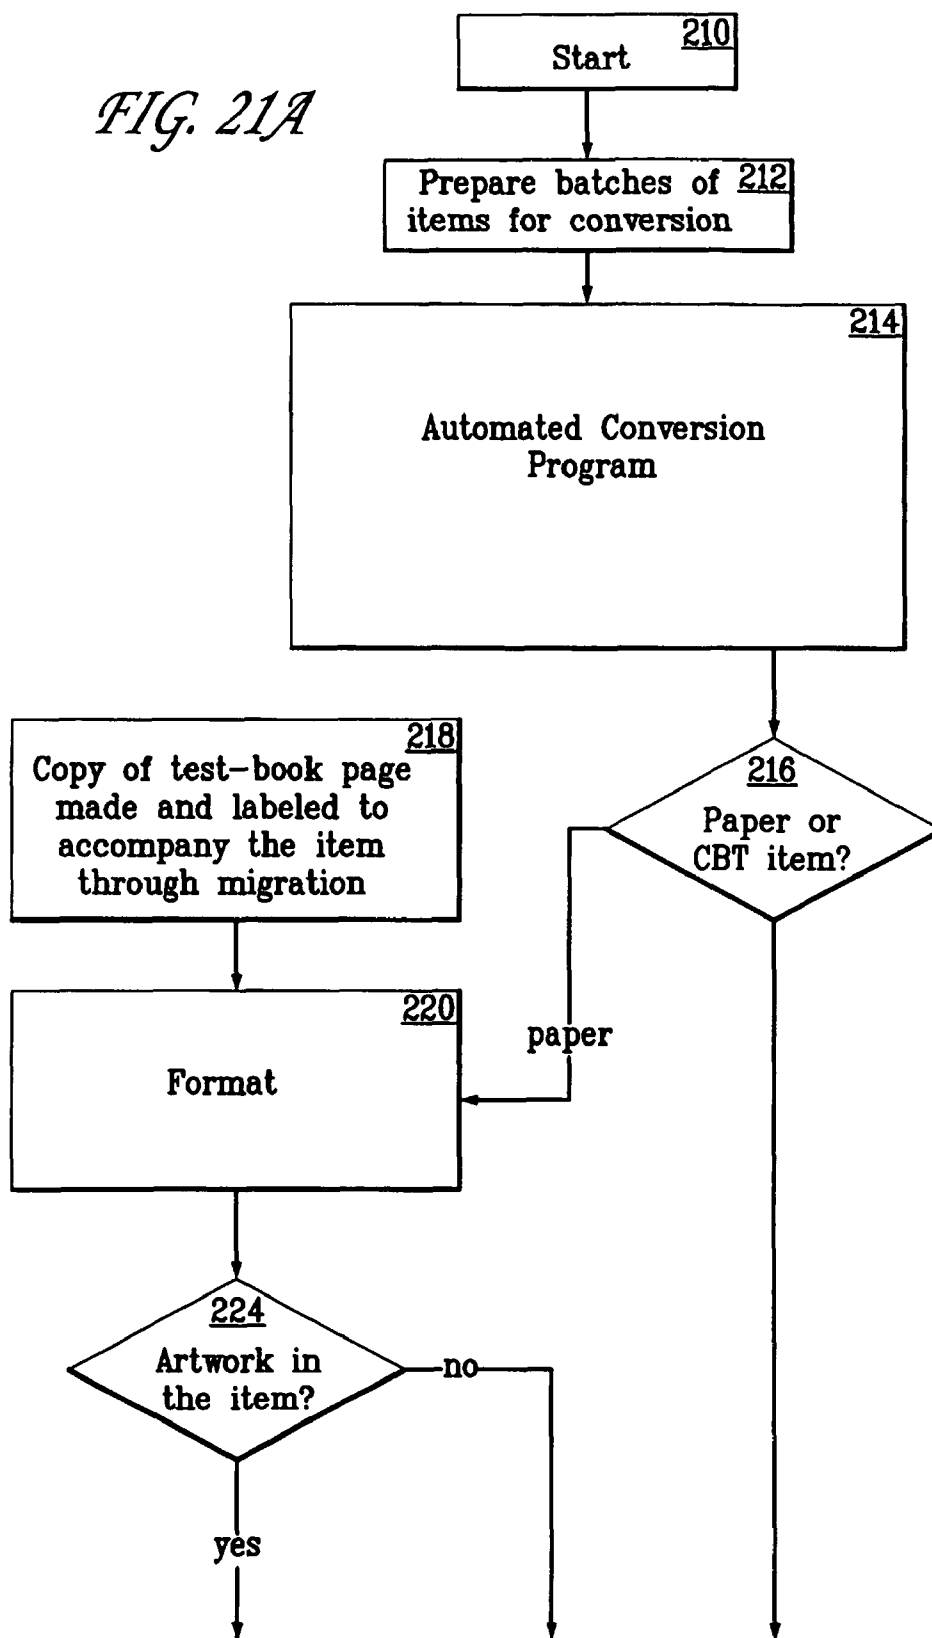 FIG. 21A
210
Start
212
Prepare batches of
items for conversion
214
Automated Conversion
Program
216
Paper or
CBT item?
218
Copy of test-book page
made and labeled to
accompany the item
through migration
220
Format
paper
224
Artwork in
the item?
no
yes